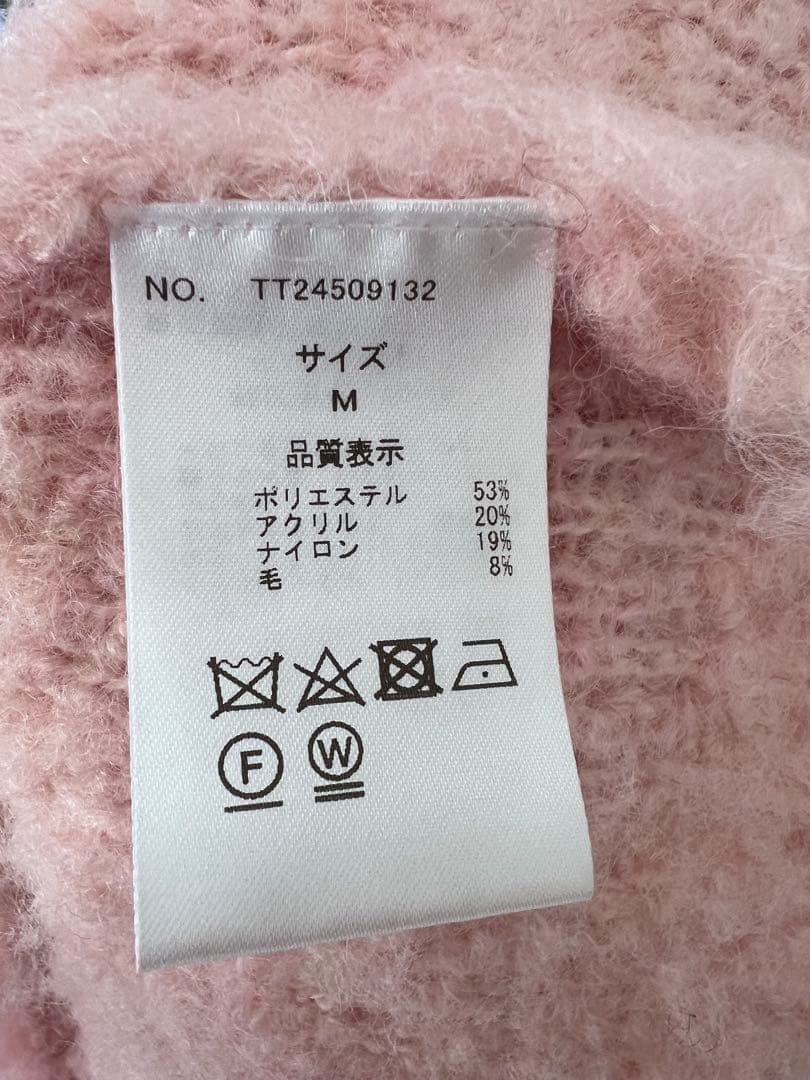 NO. TT24509132
サイズ
M
品質表示
ポリエステル 53%
アクリル 20%
ナイロン 19%
毛 8%
F W